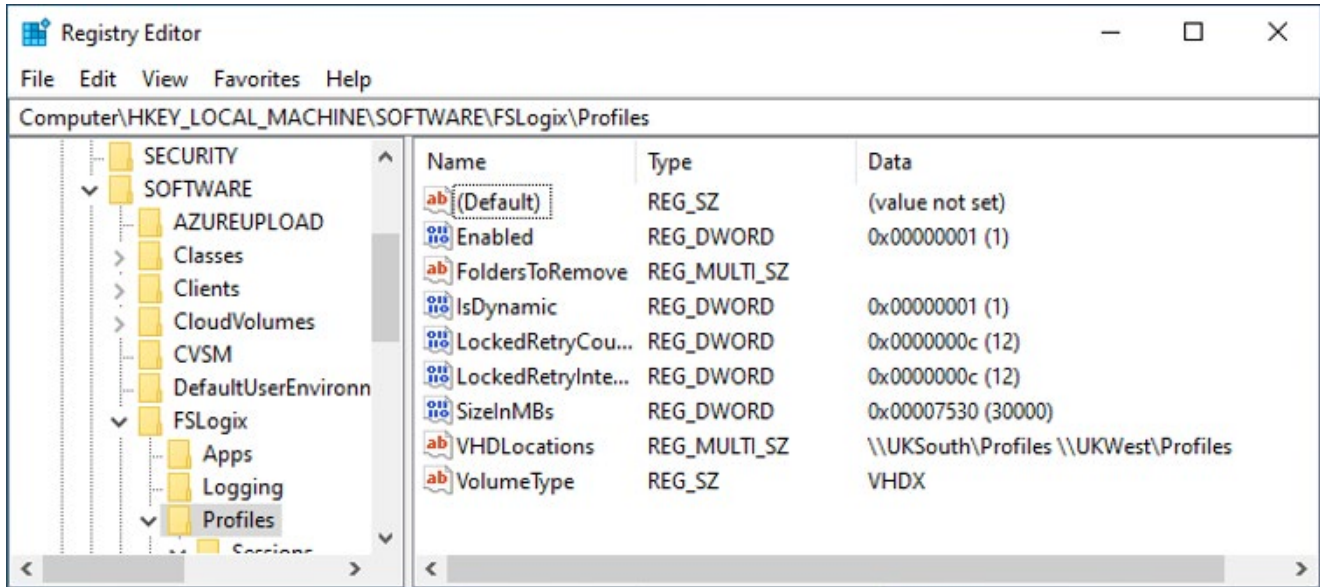 Registry Editor
File Edit View Favorites Help
Computer\HKEY_LOCAL_MACHINE\SOFTWARE\FSLogix\Profiles
SECURITY
SOFTWARE
AZUREUPLOAD
Classes
Clients
CloudVolumes
CVSM
DefaultUserEnvironn
FSLogix
Apps
Logging
Profiles
Sessions
Name Type Data
(Default) REG_SZ (value not set)
Enabled REG_DWORD 0x00000001 (1)
FoldersToRemove REG_MULTI_SZ
IsDynamic REG_DWORD 0x00000001 (1)
LockedRetryCou... REG_DWORD 0x0000000c (12)
LockedRetryInte... REG_DWORD 0x0000000c (12)
SizeInMBs REG_DWORD 0x00007530 (30000)
VHDLocations REG_MULTI_SZ \\UKSouth\Profiles \\UKWest\Profiles
VolumeType REG_SZ VHDX